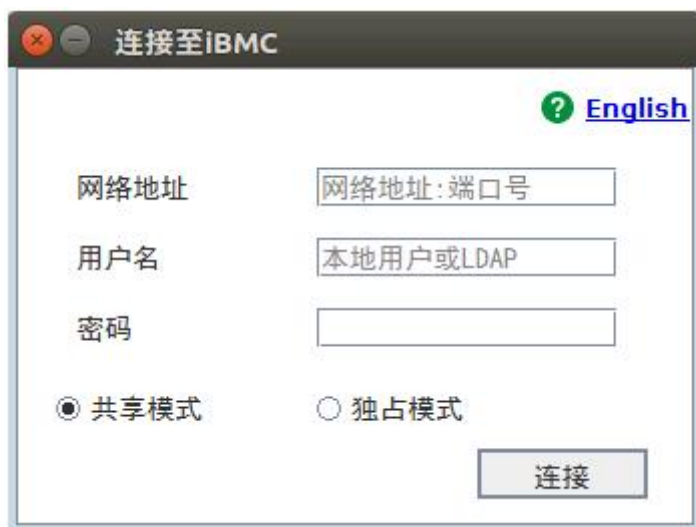 连接至iBMC
? English
网络地址 网络地址:端口号
用户名 本地用户或LDAP
密码
共享模式 独占模式
连接